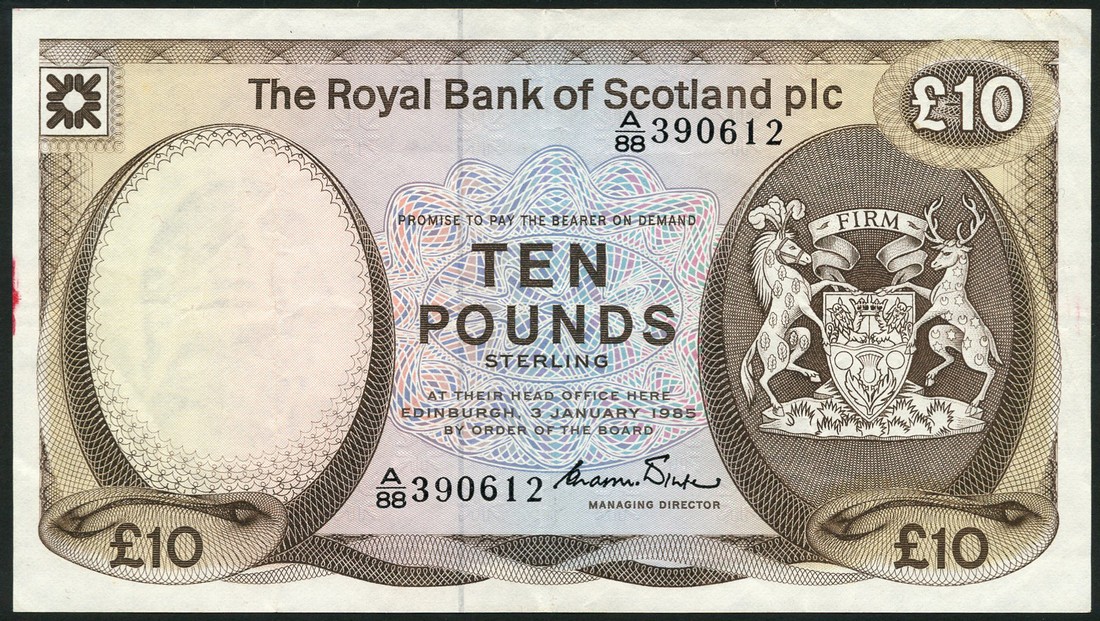 The Royal Bank of Scotland plc
£10
A/88 390612
FIRM
PROMISE TO PAY THE BEARER ON DEMAND
TEN
POUNDS
STERLING
AT THEIR HEAD OFFICE HERE
EDINBURGH, 3 JANUARY 1985
BY ORDER OF THE BOARD
A/88 390612
MANAGING DIRECTOR
£10
£10